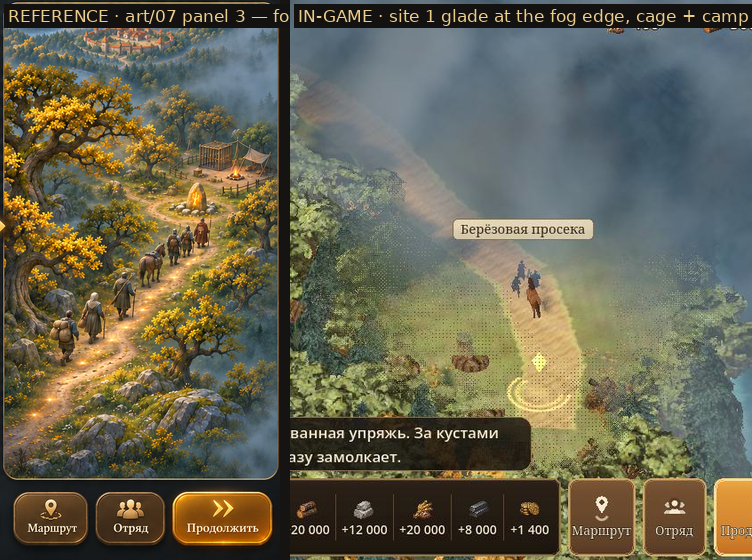 REFERENCE · art/07 panel 3 — fo
IN-GAME · site 1 glade at the fog edge, cage + camp
Берёзовая просека
ванная упряжь. За кустами
азу замолкает.
Маршрут
Отряд
Продолжить
20 000
+12 000
+20 000
+8 000
+1 400
Маршрут
Отряд
Прод